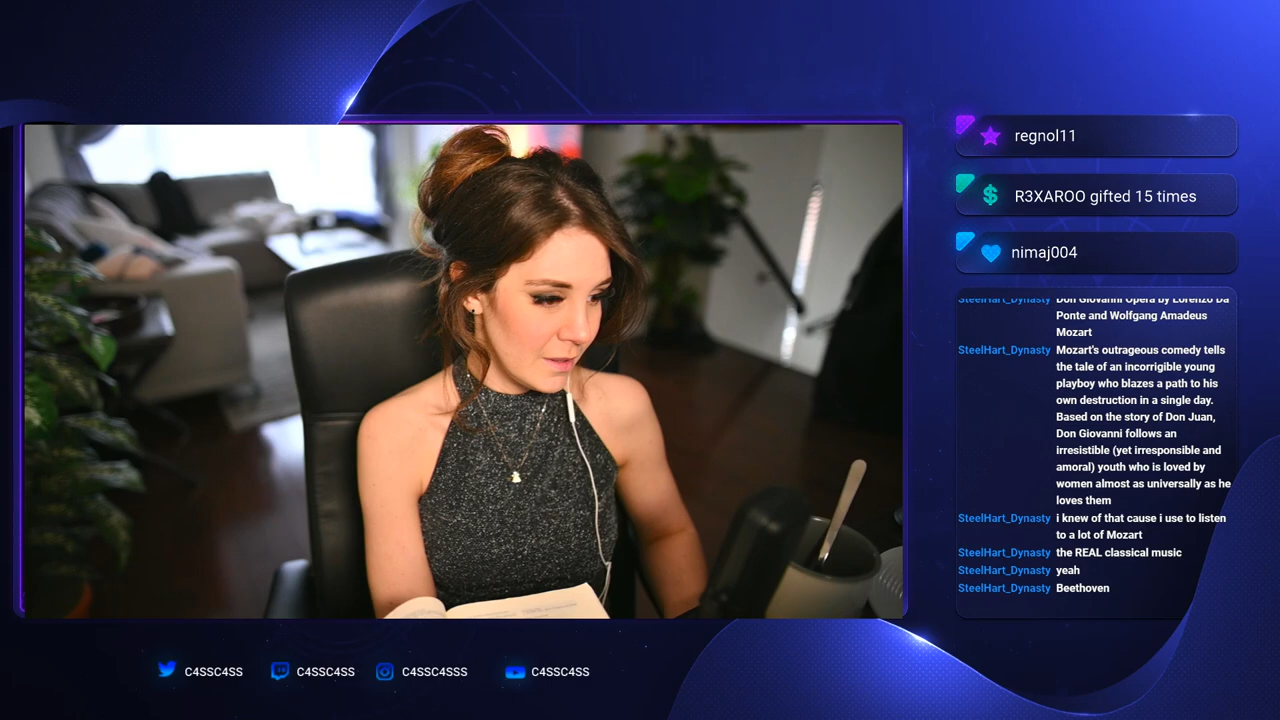 regnol11
R3XAROO gifted 15 times
nimaj004
SteelHart_Dynasty Don Giovanni Opera by Lorenzo Da
Ponte and Wolfgang Amadeus
Mozart
SteelHart_Dynasty Mozart's outrageous comedy tells
the tale of an incorrigible young
playboy who blazes a path to his
own destruction in a single day.
Based on the story of Don Juan,
Don Giovanni follows an
irresistible (yet irresponsible and
amoral) youth who is loved by
women almost as universally as he
loves them
SteelHart_Dynasty i knew of that cause i use to listen
to a lot of Mozart
SteelHart_Dynasty the REAL classical music
SteelHart_Dynasty yeah
SteelHart_Dynasty Beethoven
C4SSC4SS C4SSC4SS C4SSC4SSS C4SSC4SS